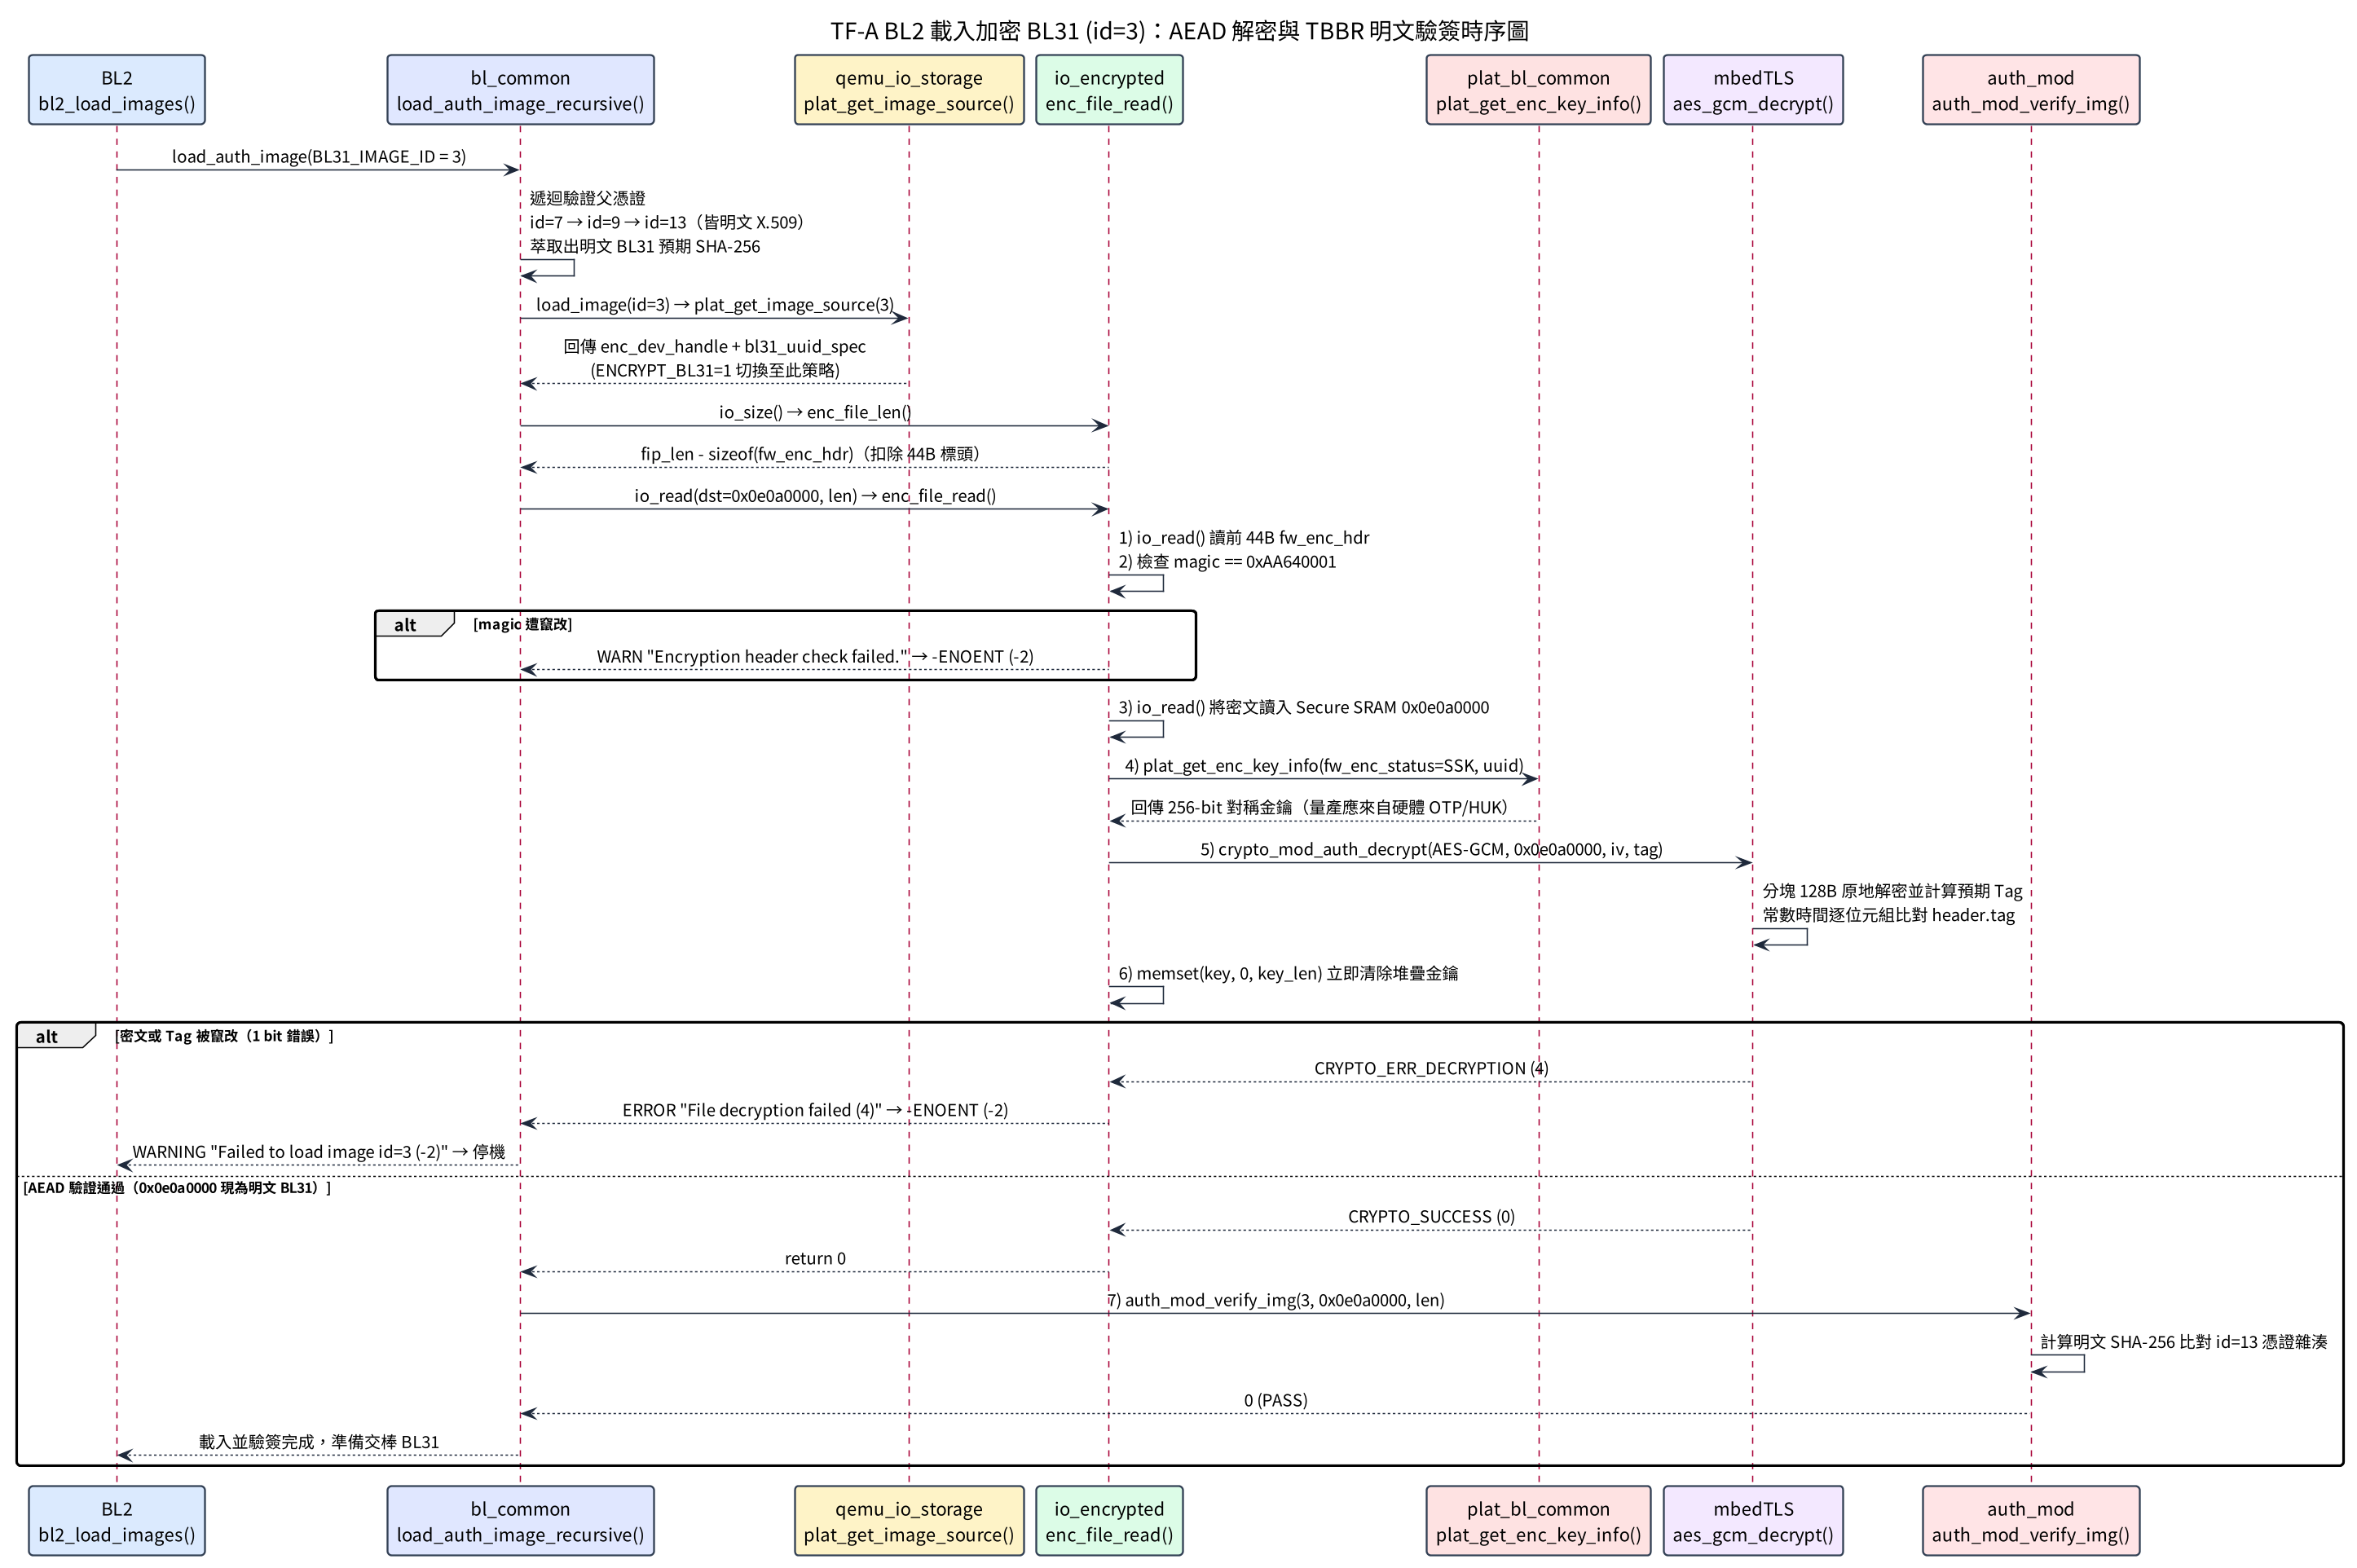 TF-A BL2 載入加密 BL31 (id=3)：AEAD 解密與 TBBR 明文驗簽時序圖
BL2
bl2_load_images()
bl_common
load_auth_image_recursive()
qemu_io_storage
plat_get_image_source()
io_encrypted
enc_file_read()
plat_bl_common
plat_get_enc_key_info()
mbedTLS
aes_gcm_decrypt()
auth_mod
auth_mod_verify_img()
load_auth_image(BL31_IMAGE_ID = 3)
遞迴驗證父憑證
id=7 → id=9 → id=13（皆明文 X.509）
萃取出明文 BL31 預期 SHA-256
load_image(id=3) → plat_get_image_source(3)
回傳 enc_dev_handle + bl31_uuid_spec
(ENCRYPT_BL31=1 切換至此策略)
io_size() → enc_file_len()
fip_len - sizeof(fw_enc_hdr)（扣除 44B 標頭）
io_read(dst=0x0e0a0000, len) → enc_file_read()
1) io_read() 讀前 44B fw_enc_hdr
2) 檢查 magic == 0xAA640001
alt
[magic 遭竄改]
WARN "Encryption header check failed." → -ENOENT (-2)
3) io_read() 將密文讀入 Secure SRAM 0x0e0a0000
4) plat_get_enc_key_info(fw_enc_status=SSK, uuid)
回傳 256-bit 對稱金鑰（量產應來自硬體 OTP/HUK）
5) crypto_mod_auth_decrypt(AES-GCM, 0x0e0a0000, iv, tag)
分塊 128B 原地解密並計算預期 Tag
常數時間逐位元組比對 header.tag
6) memset(key, 0, key_len) 立即清除堆疊金鑰
alt
[密文或 Tag 被竄改（1 bit 錯誤）]
CRYPTO_ERR_DECRYPTION (4)
ERROR "File decryption failed (4)" → -ENOENT (-2)
WARNING "Failed to load image id=3 (-2)" → 停機
[AEAD 驗證通過（0x0e0a0000 現為明文 BL31）]
CRYPTO_SUCCESS (0)
return 0
7) auth_mod_verify_img(3, 0x0e0a0000, len)
計算明文 SHA-256 比對 id=13 憑證雜湊
0 (PASS)
載入並驗簽完成，準備交棒 BL31
BL2
bl2_load_images()
bl_common
load_auth_image_recursive()
qemu_io_storage
plat_get_image_source()
io_encrypted
enc_file_read()
plat_bl_common
plat_get_enc_key_info()
mbedTLS
aes_gcm_decrypt()
auth_mod
auth_mod_verify_img()